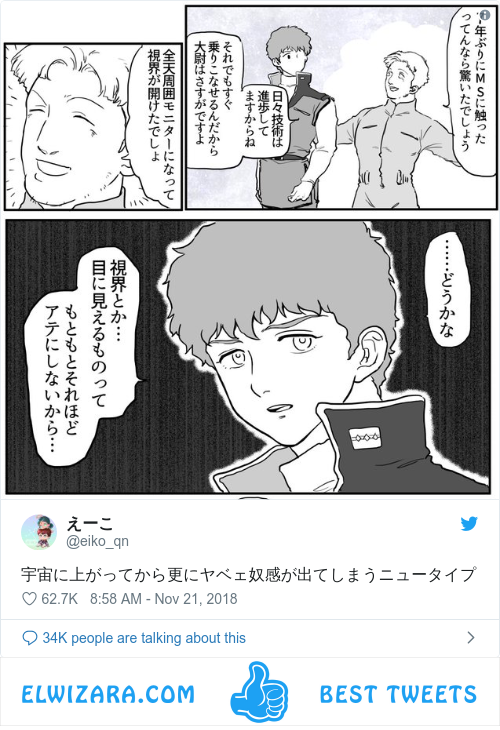 年ぶりにMSに触った
ってんなら驚いたでしょう
日々技術は
進歩して
ますからね
それでもすぐ
乗りこなせるんだから
大尉はさすがですよ
全天周囲モニターになって
視界が開けたでしょ
……どうかな
視界とか…
目に見えるものって
もともとそれほど
アテにしないから…
えーこ
@eiko_qn
宇宙に上がってから更にヤベェ奴感が出てしまうニュータイプ
62.7K 8:58 AM - Nov 21, 2018
34K people are talking about this
ELWIZARA.COM BEST TWEETS